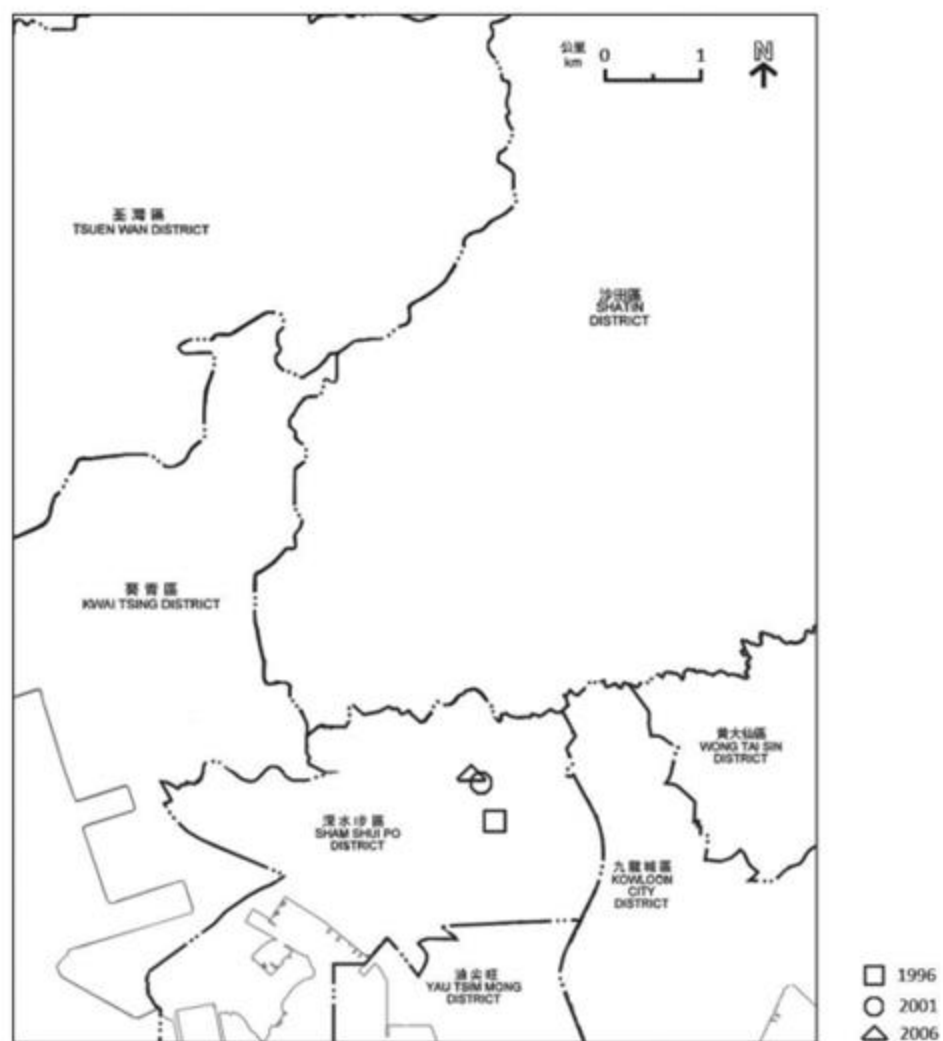 公里 0 1 N
km
荃灣區
TSUEN WAN DISTRICT
沙田區
SHATIN
DISTRICT
葵青區
KWAI TSING DISTRICT
黃大仙區
WONG TAI SIN
DISTRICT
深水埗區
SHAM SHUI PO
DISTRICT
九龍城區
KOWLOON
CITY
DISTRICT
油尖旺
YAU TSIM MONG
DISTRICT
1996
2001
2006